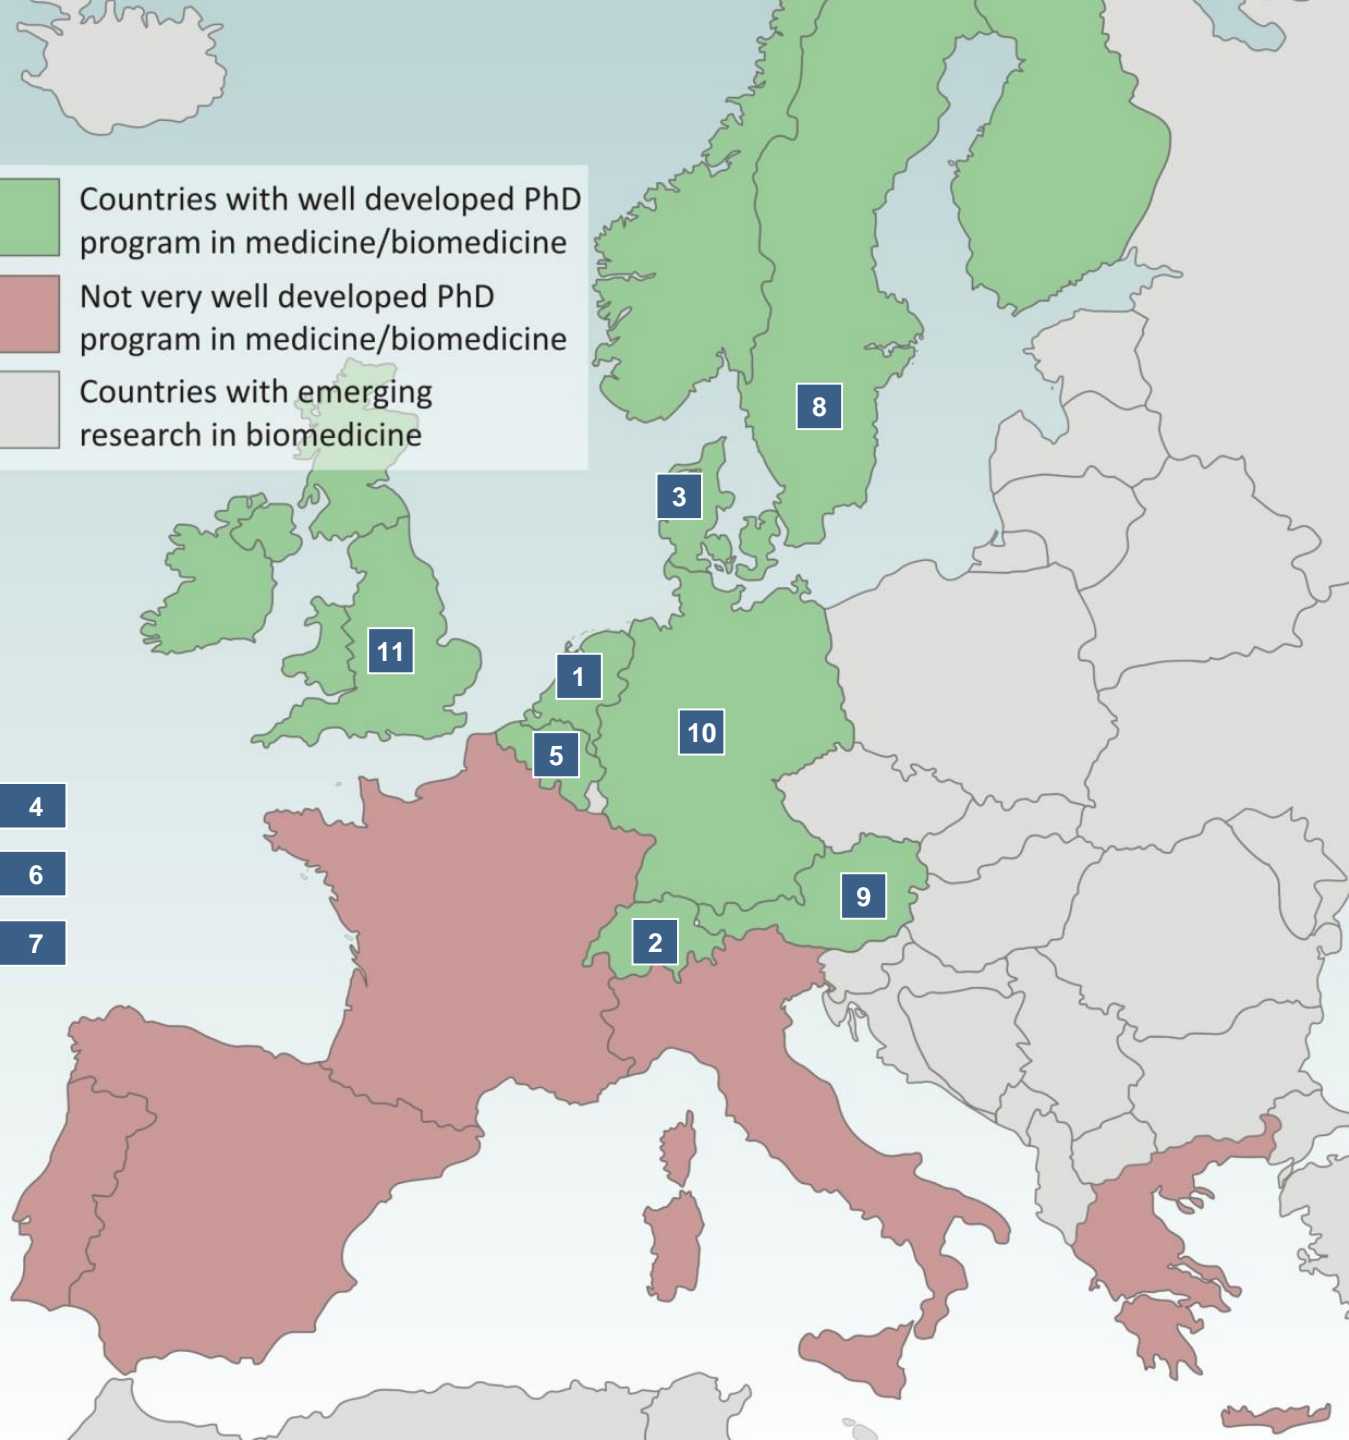 Countries with well developed PhD
program in medicine/biomedicine
Not very well developed PhD
program in medicine/biomedicine
Countries with emerging
research in biomedicine
8
3
11
1
10
5
4
6
9
7
2